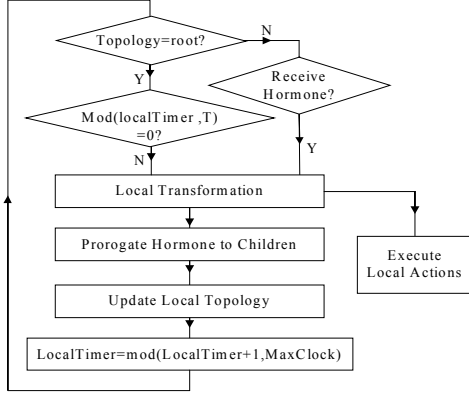 Topology=root?
N
Y
Receive
Hormone?
Mod(localTimer ,T)
=0?
N
Y
Local Transformation
Prorogate Hormone to Children
Execute
Local Actions
Update Local Topology
LocalTimer=mod(LocalTimer+1,MaxClock)